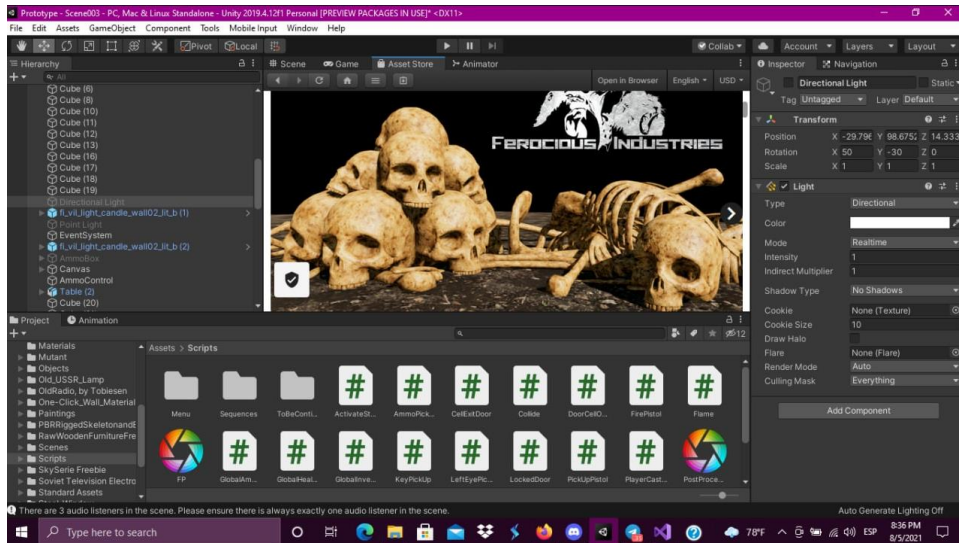 Prototype - Scene003 - PC, Mac & Linux Standalone - Unity 2019.4.12f1 Personal [PREVIEW PACKAGES IN USE]* <DX11>
File Edit Assets GameObject Component Tools Mobile Input Window Help
Pivot Local Collab Account Layers Layout
Hierarchy
All
Cube (6)
Cube (8)
Cube (10)
Cube (11)
Cube (12)
Cube (13)
Cube (16)
Cube (17)
Cube (18)
Cube (19)
Directional Light
fi_vil_light_candle_wall02_lit_b (1)
Point Light
EventSystem
fi_vil_light_candle_wall02_lit_b (2)
AmmoBox
Canvas
AmmoControl
Table (2)
Cube (20)
Scene Game Asset Store Animator
Open in Browser English USD
FEROCIOUS INDUSTRIES
Inspector Navigation
Directional Light Static
Tag Untagged Layer Default
Transform
Position X -29.796 Y 98.6752 Z 14.333
Rotation X 50 Y -30 Z 0
Scale X 1 Y 1 Z 1
Light
Type Directional
Color
Mode Realtime
Intensity 1
Indirect Multiplier 1
Shadow Type No Shadows
Cookie None (Texture)
Cookie Size 10
Draw Halo
Flare None (Flare)
Render Mode Auto
Culling Mask Everything
Add Component
Project Animation
12
Materials
Mutant
Objects
Old_USSR_Lamp
OldRadio, by Tobiesen
One-Click_Wall_Material
Paintings
PBRRiggedSkeletonandE
RawWoodenFurnitureFre
Scenes
Scripts
SkySerie Freebie
Soviet Television Electro
Standard Assets
Assets > Scripts
Menu Sequences ToBeConti... ActivateSt... AmmoPick... CellExitDoor Collide DoorCellO... FirePistol Flame
FP GlobalAm... GlobalHeal... GlobalInve... KeyPickUp LeftEyePic... LockedDoor PickUpPistol PlayerCast... PostProce...
There are 3 audio listeners in the scene. Please ensure there is always exactly one audio listener in the scene.
Auto Generate Lighting Off
Type here to search
78°F ESP
8:36 PM
8/5/2021